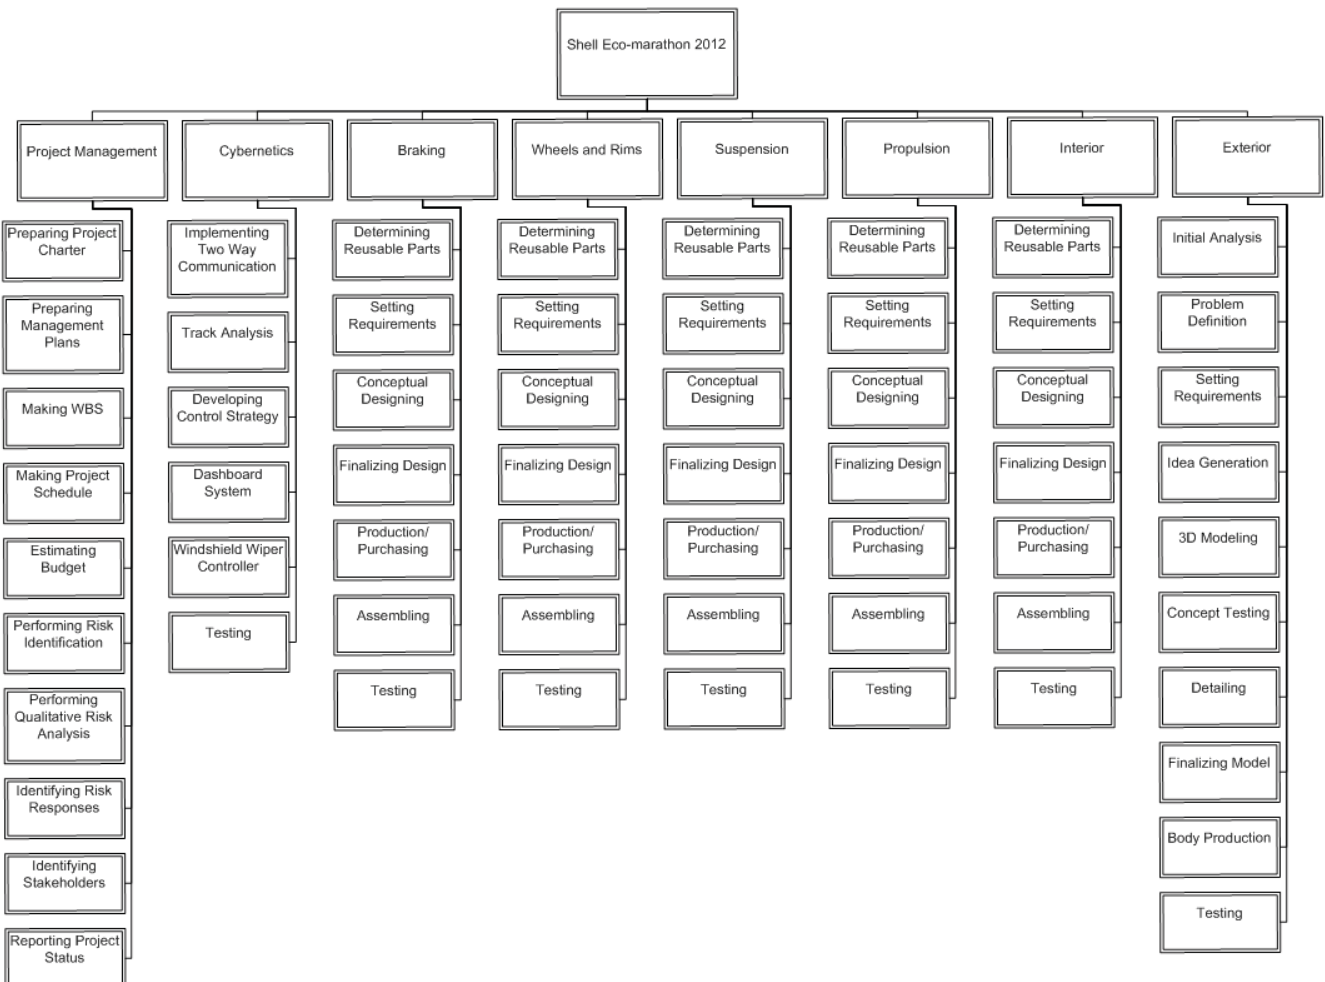 Shell Eco-marathon 2012
Project Management
Cybernetics
Braking
Wheels and Rims
Suspension
Propulsion
Interior
Exterior
Preparing Project
Charter
Preparing
Management
Plans
Making WBS
Making Project
Schedule
Estimating
Budget
Performing Risk
Identification
Performing
Qualitative Risk
Analysis
Identifying Risk
Responses
Identifying
Stakeholders
Reporting Project
Status
Implementing
Two Way
Communication
Track Analysis
Developing
Control Strategy
Dashboard
System
Windshield Wiper
Controller
Testing
Determining
Reusable Parts
Setting
Requirements
Conceptual
Designing
Finalizing Design
Production/
Purchasing
Assembling
Testing
Determining
Reusable Parts
Setting
Requirements
Conceptual
Designing
Finalizing Design
Production/
Purchasing
Assembling
Testing
Determining
Reusable Parts
Setting
Requirements
Conceptual
Designing
Finalizing Design
Production/
Purchasing
Assembling
Testing
Determining
Reusable Parts
Setting
Requirements
Conceptual
Designing
Finalizing Design
Production/
Purchasing
Assembling
Testing
Determining
Reusable Parts
Setting
Requirements
Conceptual
Designing
Finalizing Design
Production/
Purchasing
Assembling
Testing
Initial Analysis
Problem
Definition
Setting
Requirements
Idea Generation
3D Modeling
Concept Testing
Detailing
Finalizing Model
Body Production
Testing